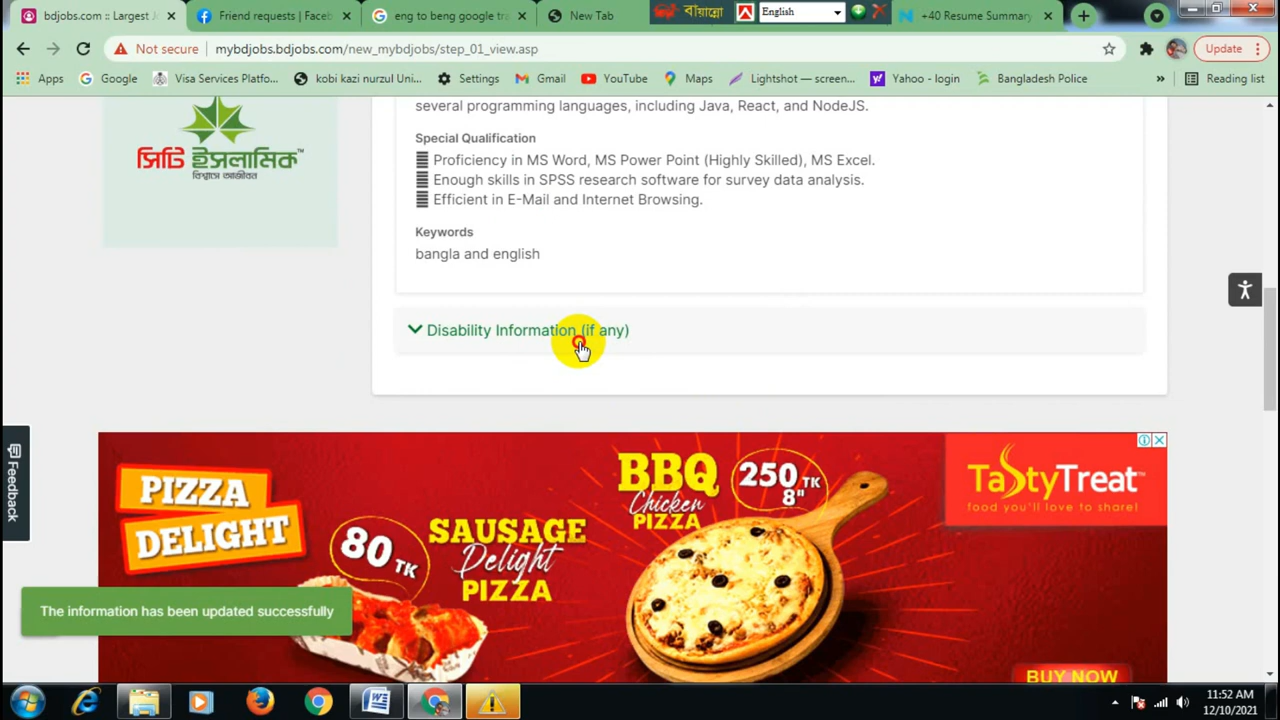 bdjobs.com :: Largest J
Friend requests | Faceb
eng to beng google tra
New Tab
বায়ান্নো
English
+40 Resume Summary
Not secure
mybdjobs.bdjobs.com/new_mybdjobs/step_01_view.asp
Update
Apps
Google
Visa Services Platfo...
kobi kazi nurzul Uni...
Settings
Gmail
YouTube
Maps
Lightshot — screen...
Yahoo - login
Bangladesh Police
»
Reading list
several programming languages, including Java, React, and NodeJS.
Special Qualification
Proficiency in MS Word, MS Power Point (Highly Skilled), MS Excel.
Enough skills in SPSS research software for survey data analysis.
Efficient in E-Mail and Internet Browsing.
Keywords
bangla and english
সিটি ইসলামিক™
বিশ্বাসে আজীবন
Disability Information (if any)
Feedback
PIZZA
DELIGHT
80 TK
SAUSAGE
Delight
PIZZA
BBQ
Chicken
PIZZA
250 TK
8"
TastyTreat
food you'll love to share!
BUY NOW
The information has been updated successfully
11:52 AM
12/10/2021